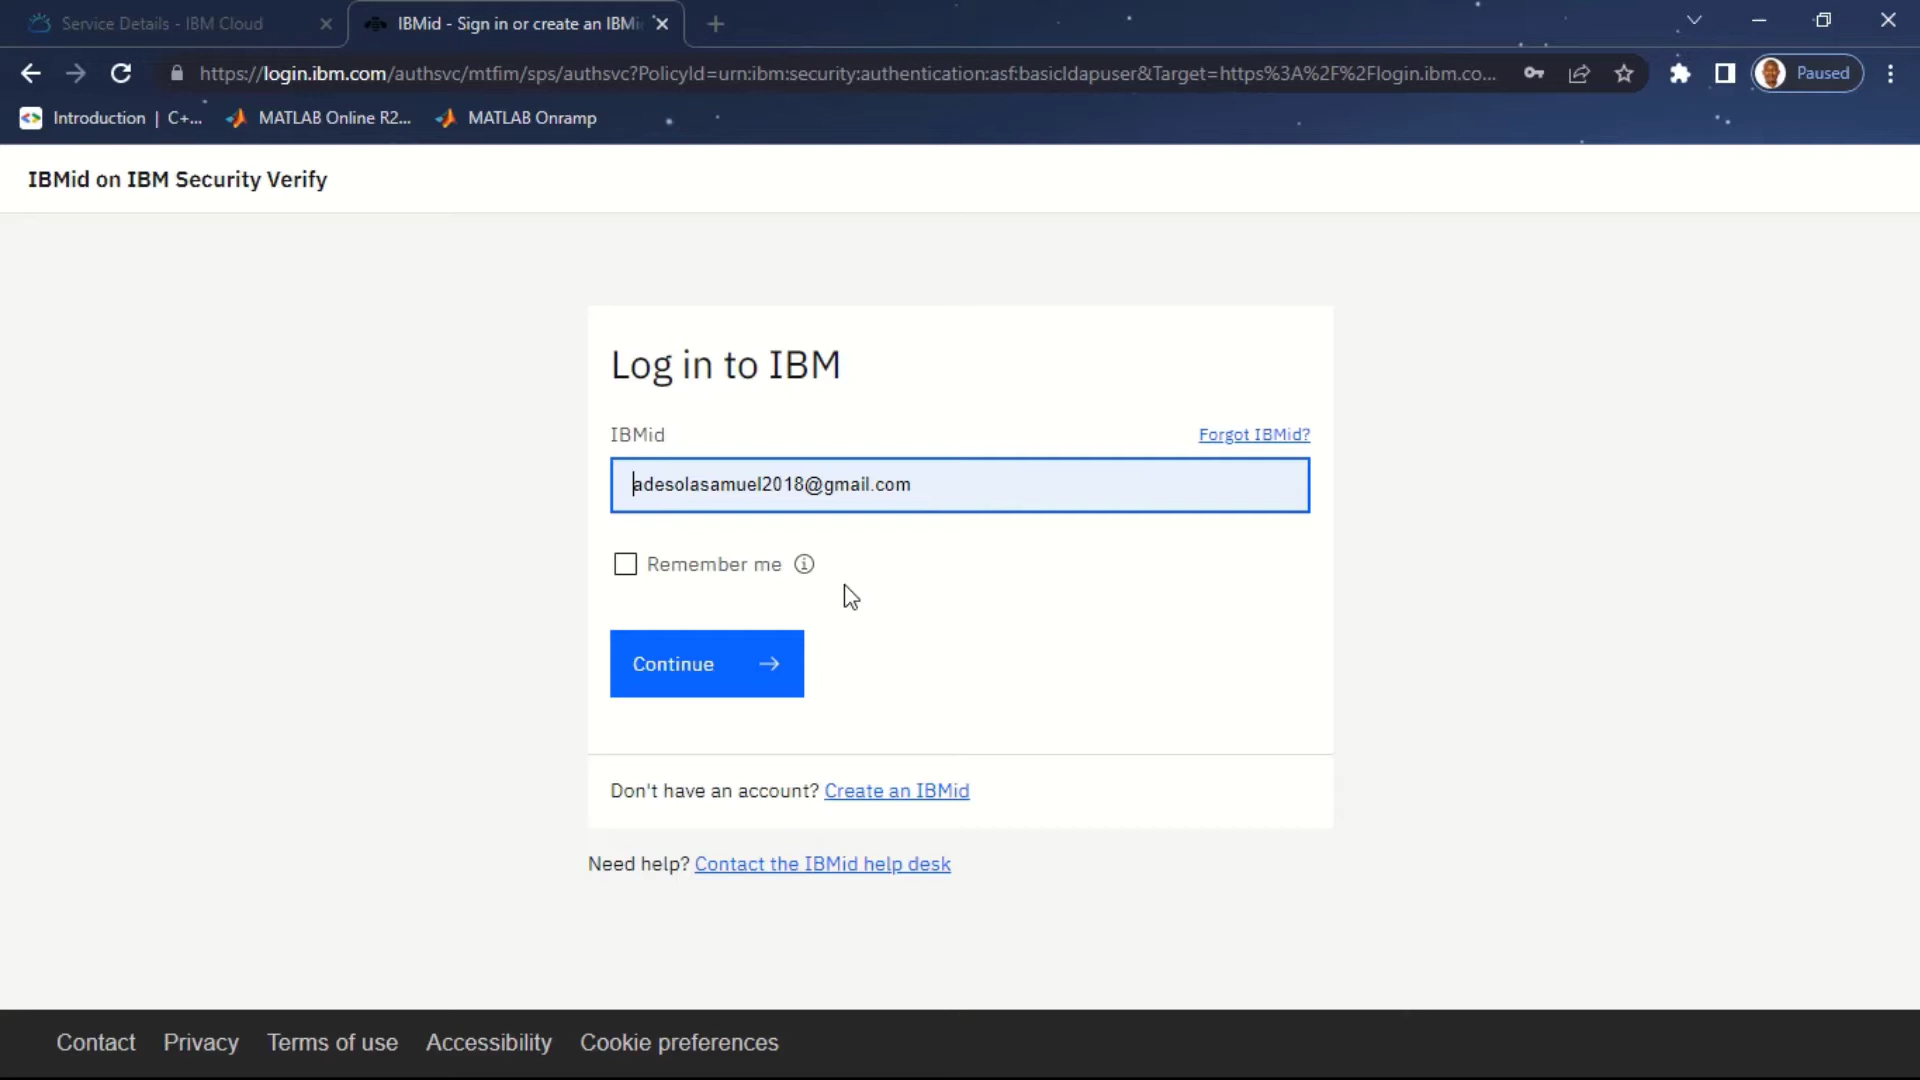 Service Details - IBM Cloud
IBMid - Sign in or create an IBMi
https://login.ibm.com/authsvc/mtfim/sps/authsvc?PolicyId=urn:ibm:security:authentication:asf:basicldapuser&Target=https%3A%2F%2Flogin.ibm.co...
Paused
Introduction | C+...
MATLAB Online R2...
MATLAB Onramp
IBMid on IBM Security Verify
Log in to IBM
IBMid
Forgot IBMid?
adesolasamuel2018@gmail.com
Remember me
Continue
Don't have an account? Create an IBMid
Need help? Contact the IBMid help desk
Contact Privacy Terms of use Accessibility Cookie preferences